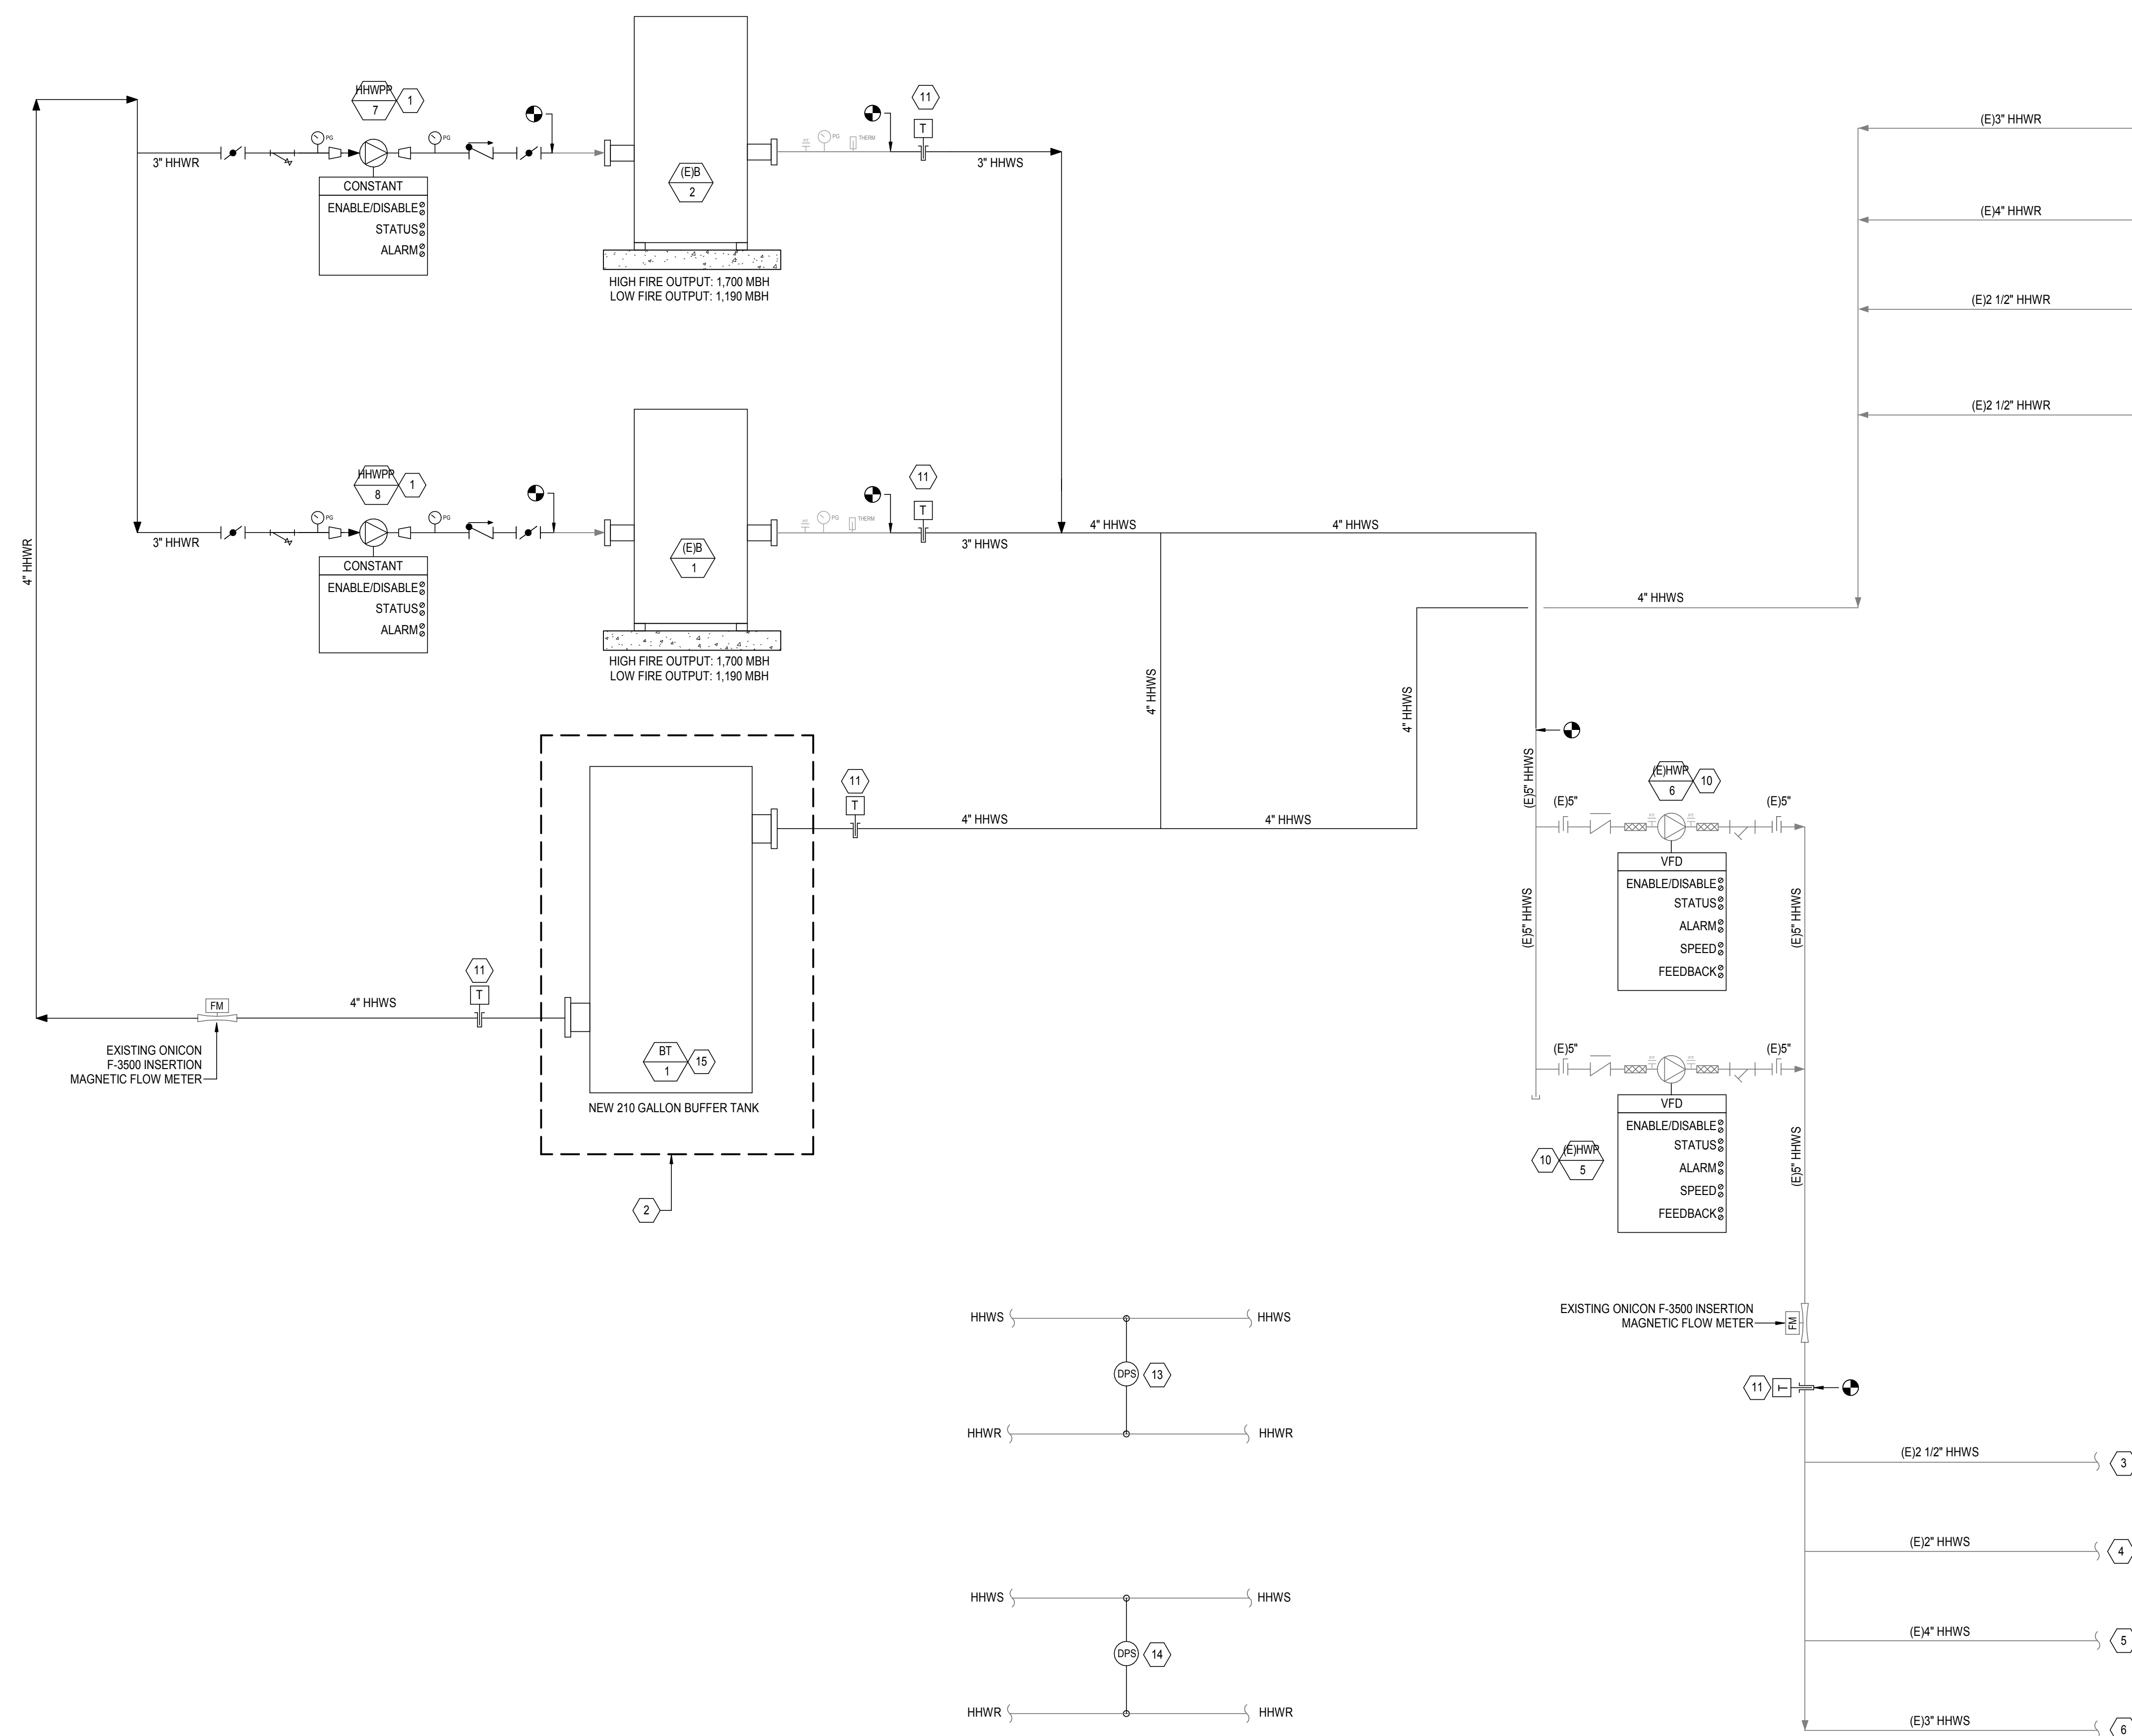 HHWPP
7
1
PG
PG
3" HHWR
CONSTANT
ENABLE/DISABLE
STATUS
ALARM
(E)B
2
HIGH FIRE OUTPUT: 1,700 MBH
LOW FIRE OUTPUT: 1,190 MBH
PG
THERM
11
T
3" HHWS
(E)3" HHWR
(E)4" HHWR
(E)2 1/2" HHWR
(E)2 1/2" HHWR
4" HHWR
HHWPP
8
1
PG
PG
3" HHWR
CONSTANT
ENABLE/DISABLE
STATUS
ALARM
(E)B
1
HIGH FIRE OUTPUT: 1,700 MBH
LOW FIRE OUTPUT: 1,190 MBH
PG
THERM
11
T
3" HHWS
4" HHWS
4" HHWS
4" HHWS
4" HHWS
4" HHWS
11
T
4" HHWS
4" HHWS
BT
1
15
NEW 210 GALLON BUFFER TANK
2
11
T
4" HHWS
FM
EXISTING ONICON
F-3500 INSERTION
MAGNETIC FLOW METER
(E)5" HHWS
(E)5"
(E)HWP
6
10
(E)5"
VFD
ENABLE/DISABLE
STATUS
ALARM
SPEED
FEEDBACK
(E)5" HHWS
(E)5" HHWS
(E)5"
(E)5"
VFD
ENABLE/DISABLE
STATUS
ALARM
SPEED
FEEDBACK
10
(E)HWP
5
(E)5" HHWS
EXISTING ONICON F-3500 INSERTION
MAGNETIC FLOW METER
FM
11
T
(E)2 1/2" HHWS
3
(E)2" HHWS
4
(E)4" HHWS
5
(E)3" HHWS
6
HHWS
HHWS
DPS
13
HHWR
HHWR
HHWS
HHWS
DPS
14
HHWR
HHWR